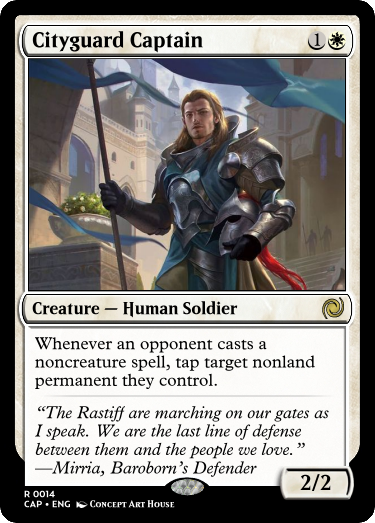 Cityguard Captain 1
Creature — Human Soldier
Whenever an opponent casts a
noncreature spell, tap target nonland
permanent they control.
“The Rastiff are marching on our gates as
I speak. We are the last line of defense
between them and the people we love.”
—Mirria, Baroborn’s Defender
2/2
R 0014
CAP • ENG Concept Art House